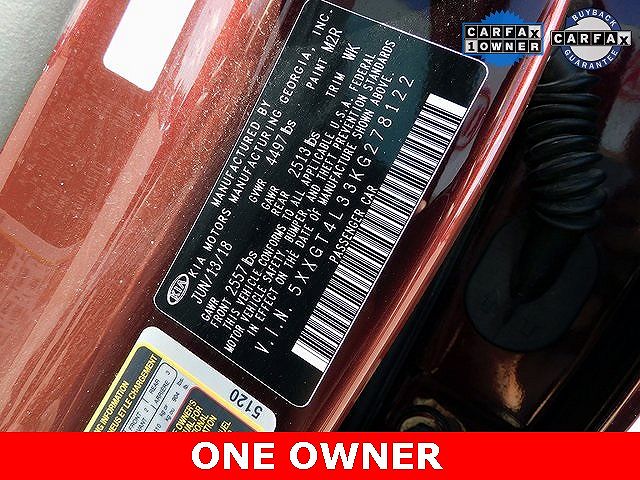 CARFAX
1 OWNER
BUYBACK
CARFAX
GUARANTEE
KIA
MANUFACTURED BY
KIA MOTORS MANUFACTURING GEORGIA, INC.
JUN/13/18
GVWR 4497 lbs
PAINT M2R
GAWR FRONT 2557 lbs
GAWR REAR 2513 lbs
TRIM WK
THIS VEHICLE CONFORMS TO ALL APPLICABLE U.S.A. FEDERAL
MOTOR VEHICLE SAFETY, BUMPER, AND THEFT PREVENTION STANDARDS
IN EFFECT ON THE DATE OF MANUFACTURE SHOWN ABOVE.
V.I.N 5XXGT4L33KG278122
PASSENGER CAR
5120
ONE OWNER